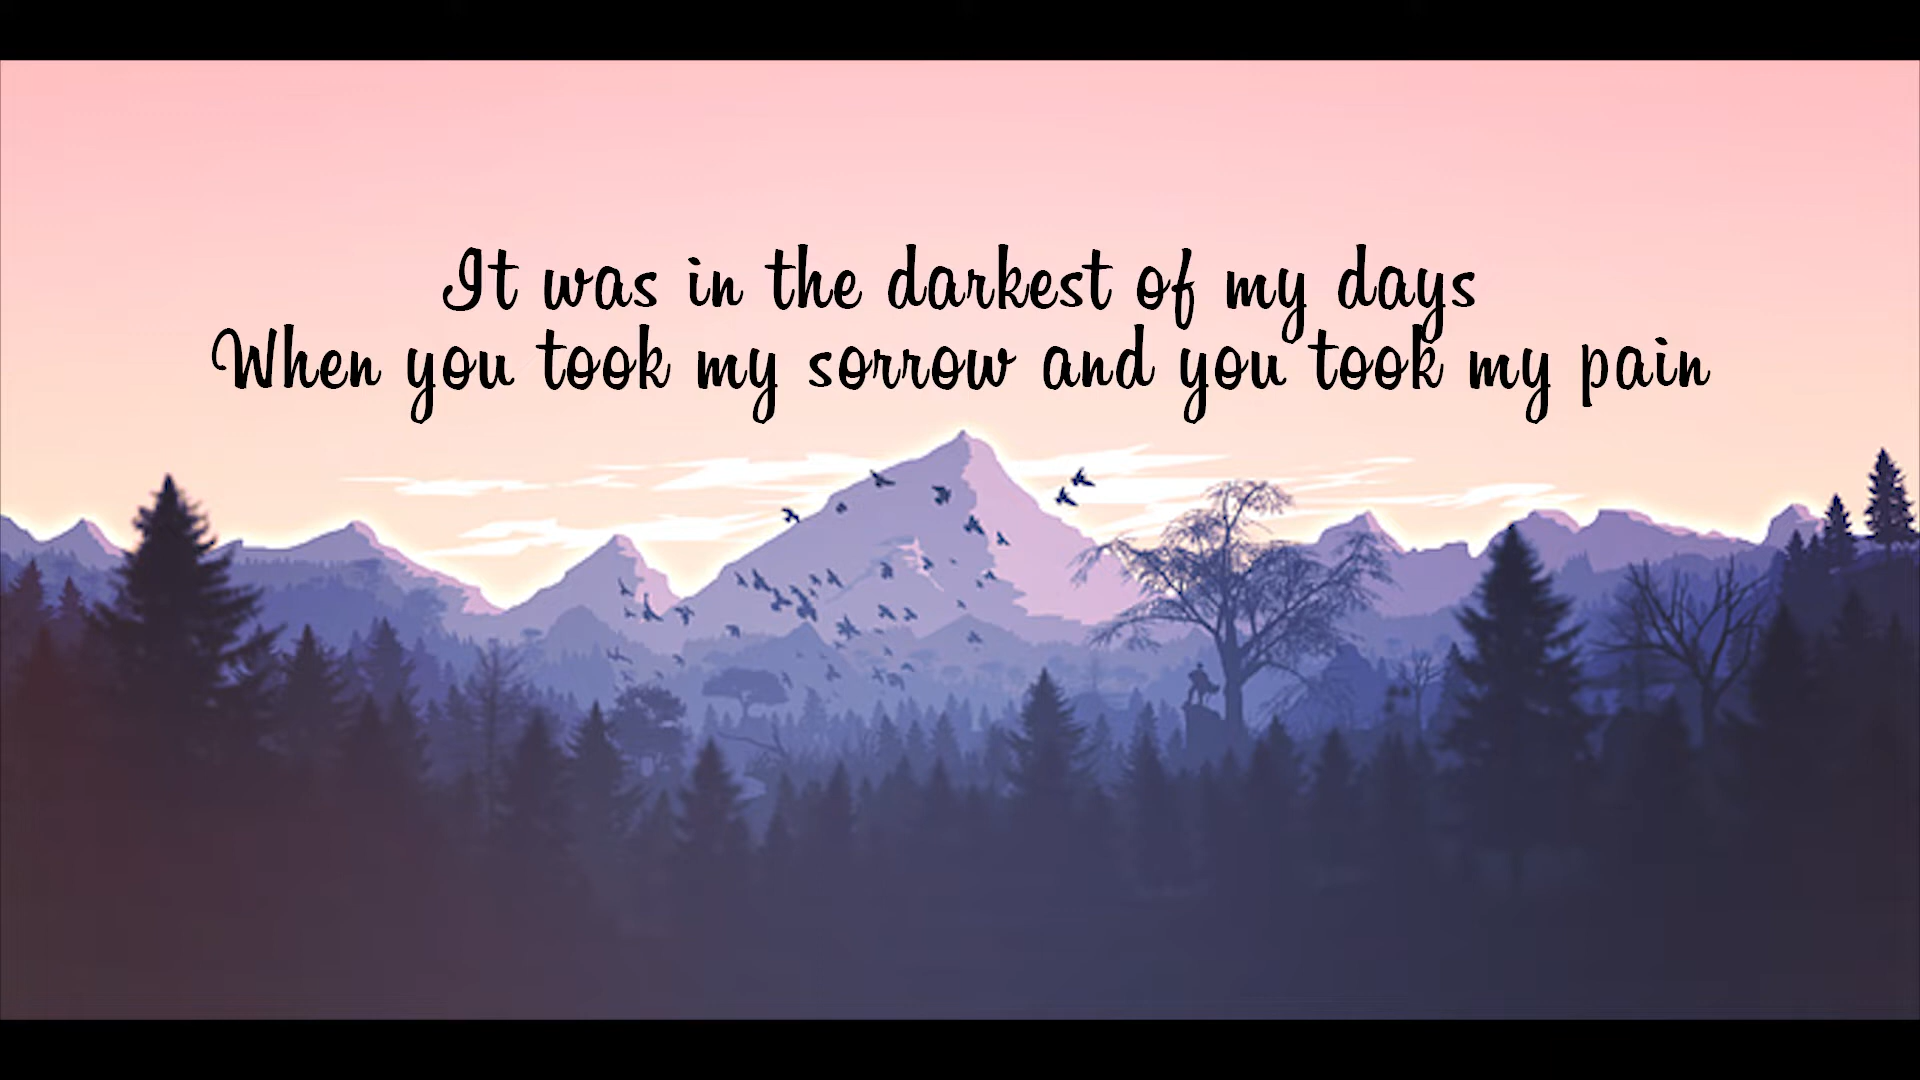 It was in the darkest of my days
When you took my sorrow and you took my pain